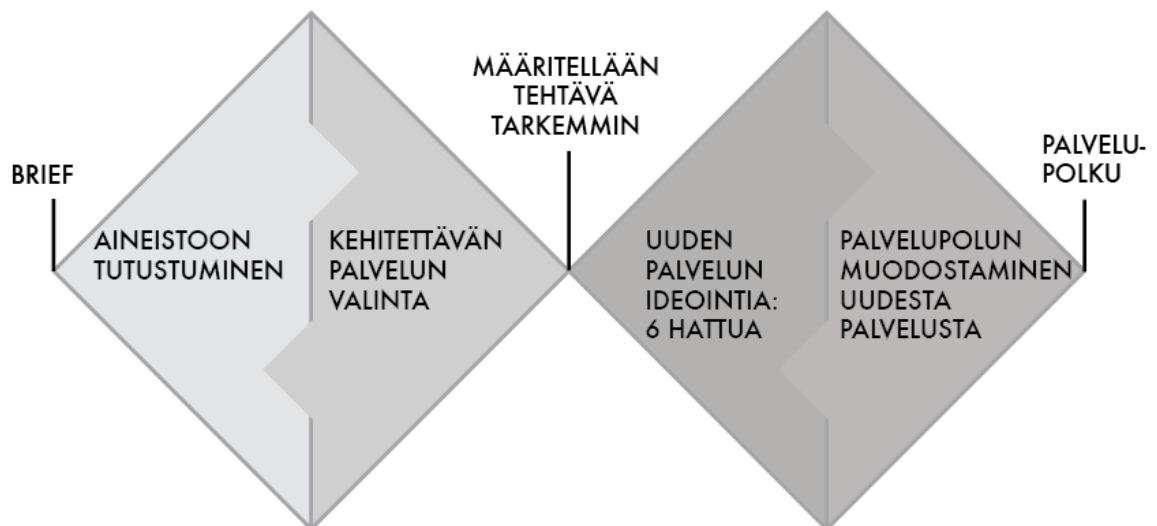 BRIEF
AINEISTOON
TUTUSTUMINEN
KEHITETTÄVÄN
PALVELUN
VALINTA
MÄÄRITELLÄÄN
TEHTÄVÄ
TARKEMMIN
UUDEN
PALVELUN
IDEOINTIA:
6 HATTUA
PALVELUPOLUN
MUODOSTAMINEN
UUDESTA
PALVELUSTA
PALVELU-
POLKU